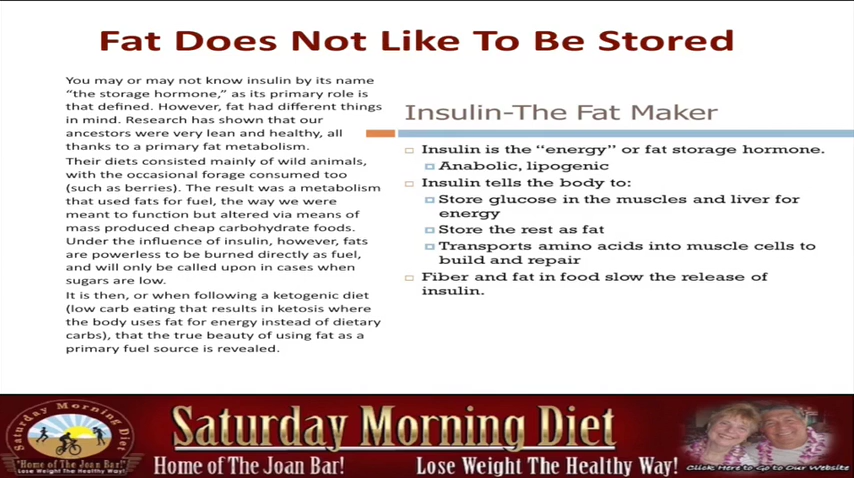 Fat Does Not Like To Be Stored
You may or may not know insulin by its name
“the storage hormone,” as its primary role is
that defined. However, fat had different things
in mind. Research has shown that our
ancestors were very lean and healthy, all
thanks to a primary fat metabolism.
Their diets consisted mainly of wild animals,
with the occasional forage consumed too
(such as berries). The result was a metabolism
that used fats for fuel, the way we were
meant to function but altered via means of
mass produced cheap carbohydrate foods.
Under the influence of insulin, however, fats
are powerless to be burned directly as fuel,
and will only be called upon in cases when
sugars are low.
It is then, or when following a ketogenic diet
(low carb eating that results in ketosis where
the body uses fat for energy instead of dietary
carbs), that the true beauty of using fat as a
primary fuel source is revealed.
Insulin-The Fat Maker
Insulin is the “energy” or fat storage hormone.
Anabolic, lipogenic
Insulin tells the body to:
Store glucose in the muscles and liver for
energy
Store the rest as fat
Transports amino acids into muscle cells to
build and repair
Fiber and fat in food slow the release of
insulin.
Saturday Morning Diet
"Home of The Joan Bar!"
Lose Weight The Healthy Way!
Saturday Morning Diet
Home of The Joan Bar!
Lose Weight The Healthy Way!
Click Here to Go to Our Website